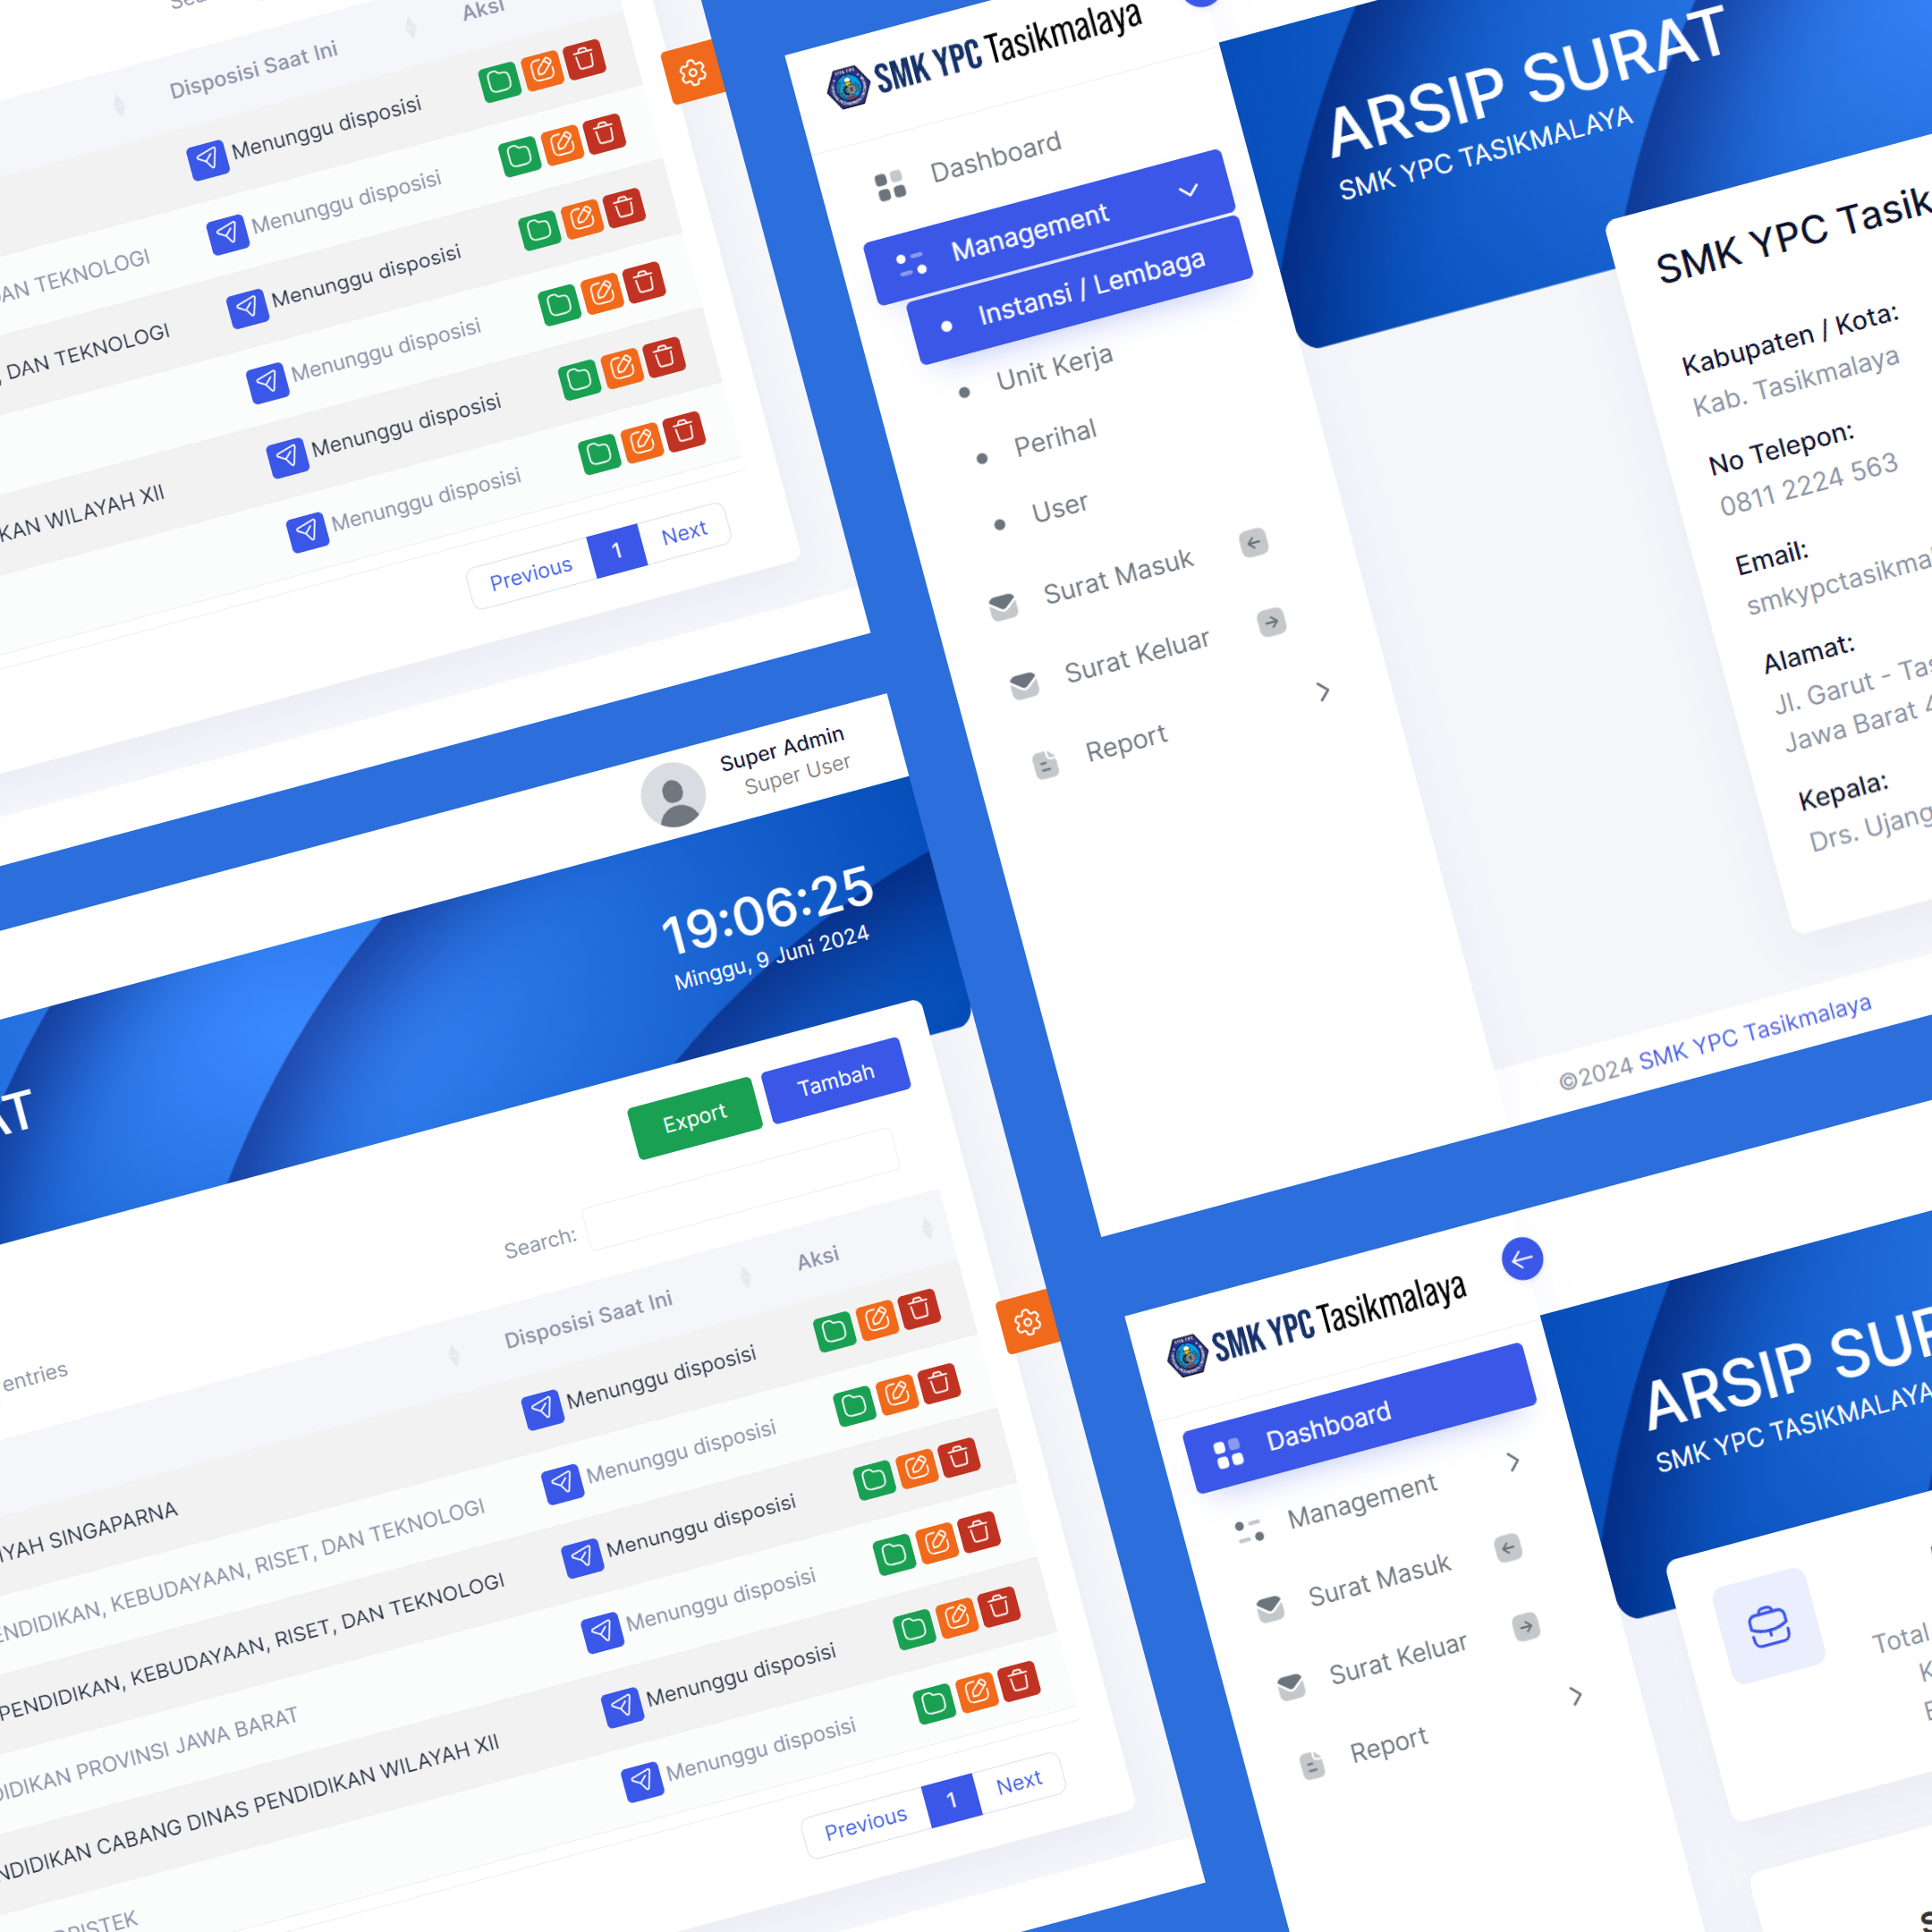 Aksi
Disposisi Saat Ini
Menunggu disposisi
Menunggu disposisi
AN TEKNOLOGI
Menunggu disposisi
, DAN TEKNOLOGI
Menunggu disposisi
Menunggu disposisi
KAN WILAYAH XII
Menunggu disposisi
Previous 1 Next
SMK YPC Tasikmalaya
Dashboard
Management
Instansi / Lembaga
Unit Kerja
Perihal
User
Surat Masuk
Surat Keluar
Report
ARSIP SURAT
SMK YPC TASIKMALAYA
SMK YPC Tasik
Kabupaten / Kota:
Kab. Tasikmalaya
No Telepon:
0811 2224 563
Email:
smkypctasikma
Alamat:
Jl. Garut - Tas
Jawa Barat 4
Kepala:
Drs. Ujang
©2024 SMK YPC Tasikmalaya
Super Admin
Super User
19:06:25
Minggu, 9 Juni 2024
AT
Export Tambah
Search:
entries
Disposisi Saat Ini
Aksi
YAH SINGAPARNA
Menunggu disposisi
ENDIDIKAN, KEBUDAYAAN, RISET, DAN TEKNOLOGI
Menunggu disposisi
PENDIDIKAN, KEBUDAYAAN, RISET, DAN TEKNOLOGI
Menunggu disposisi
DIDIKAN PROVINSI JAWA BARAT
Menunggu disposisi
NDIDIKAN CABANG DINAS PENDIDIKAN WILAYAH XII
Menunggu disposisi
Menunggu disposisi
Previous 1 Next
SMK YPC Tasikmalaya
Dashboard
Management
Surat Masuk
Surat Keluar
Report
ARSIP SUR
SMK YPC TASIKMALAYA
Total